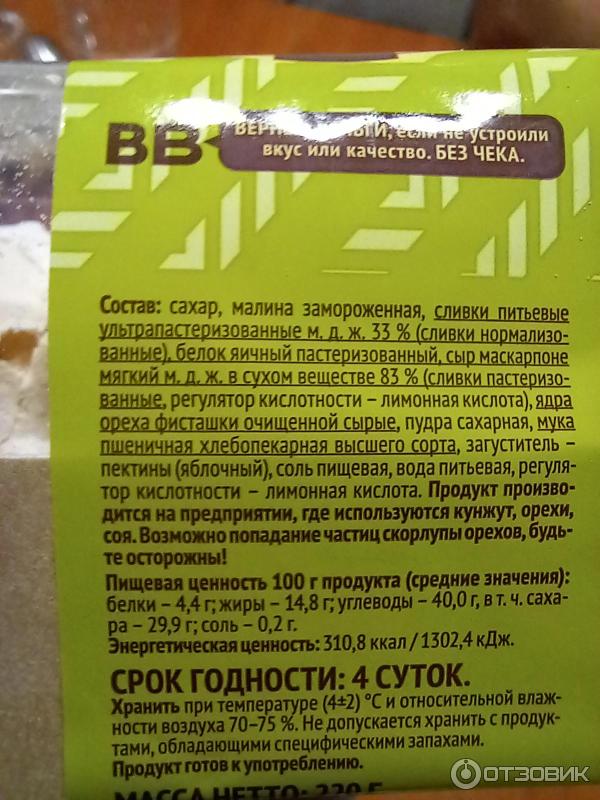 ВВ
если не устроили
вкус или качество. БЕЗ ЧЕКА.
Состав: сахар, малина замороженная, сливки питьевые
ультрапастеризованные м. д. ж. 33 % (сливки нормализо-
ванные), белок яичный пастеризованный, сыр маскарпоне
мягкий м. д. ж. в сухом веществе 83 % (сливки пастеризо-
ванные, регулятор кислотности – лимонная кислота), ядра
ореха фисташки очищенной сырые, пудра сахарная, мука
пшеничная хлебопекарная высшего сорта, загуститель –
пектины (яблочный), соль пищевая, вода питьевая, регуля-
тор кислотности – лимонная кислота. Продукт произво-
дится на предприятии, где используются кунжут, орехи,
соя. Возможно попадание частиц скорлупы орехов, будь-
те осторожны!
Пищевая ценность 100 г продукта (средние значения):
белки – 4,4 г; жиры – 14,8 г; углеводы – 40,0 г, в т. ч. саха-
ра – 29,9 г; соль – 0,2 г.
Энергетическая ценность: 310,8 ккал / 1302,4 кДж.
СРОК ГОДНОСТИ: 4 СУТОК.
Хранить при температуре (4±2) °С и относительной влаж-
ности воздуха 70–75 %. Не допускается хранить с продук-
тами, обладающими специфическими запахами.
Продукт готов к употреблению.
МАССА НЕТТО: 220 Г
ОТЗОВИК